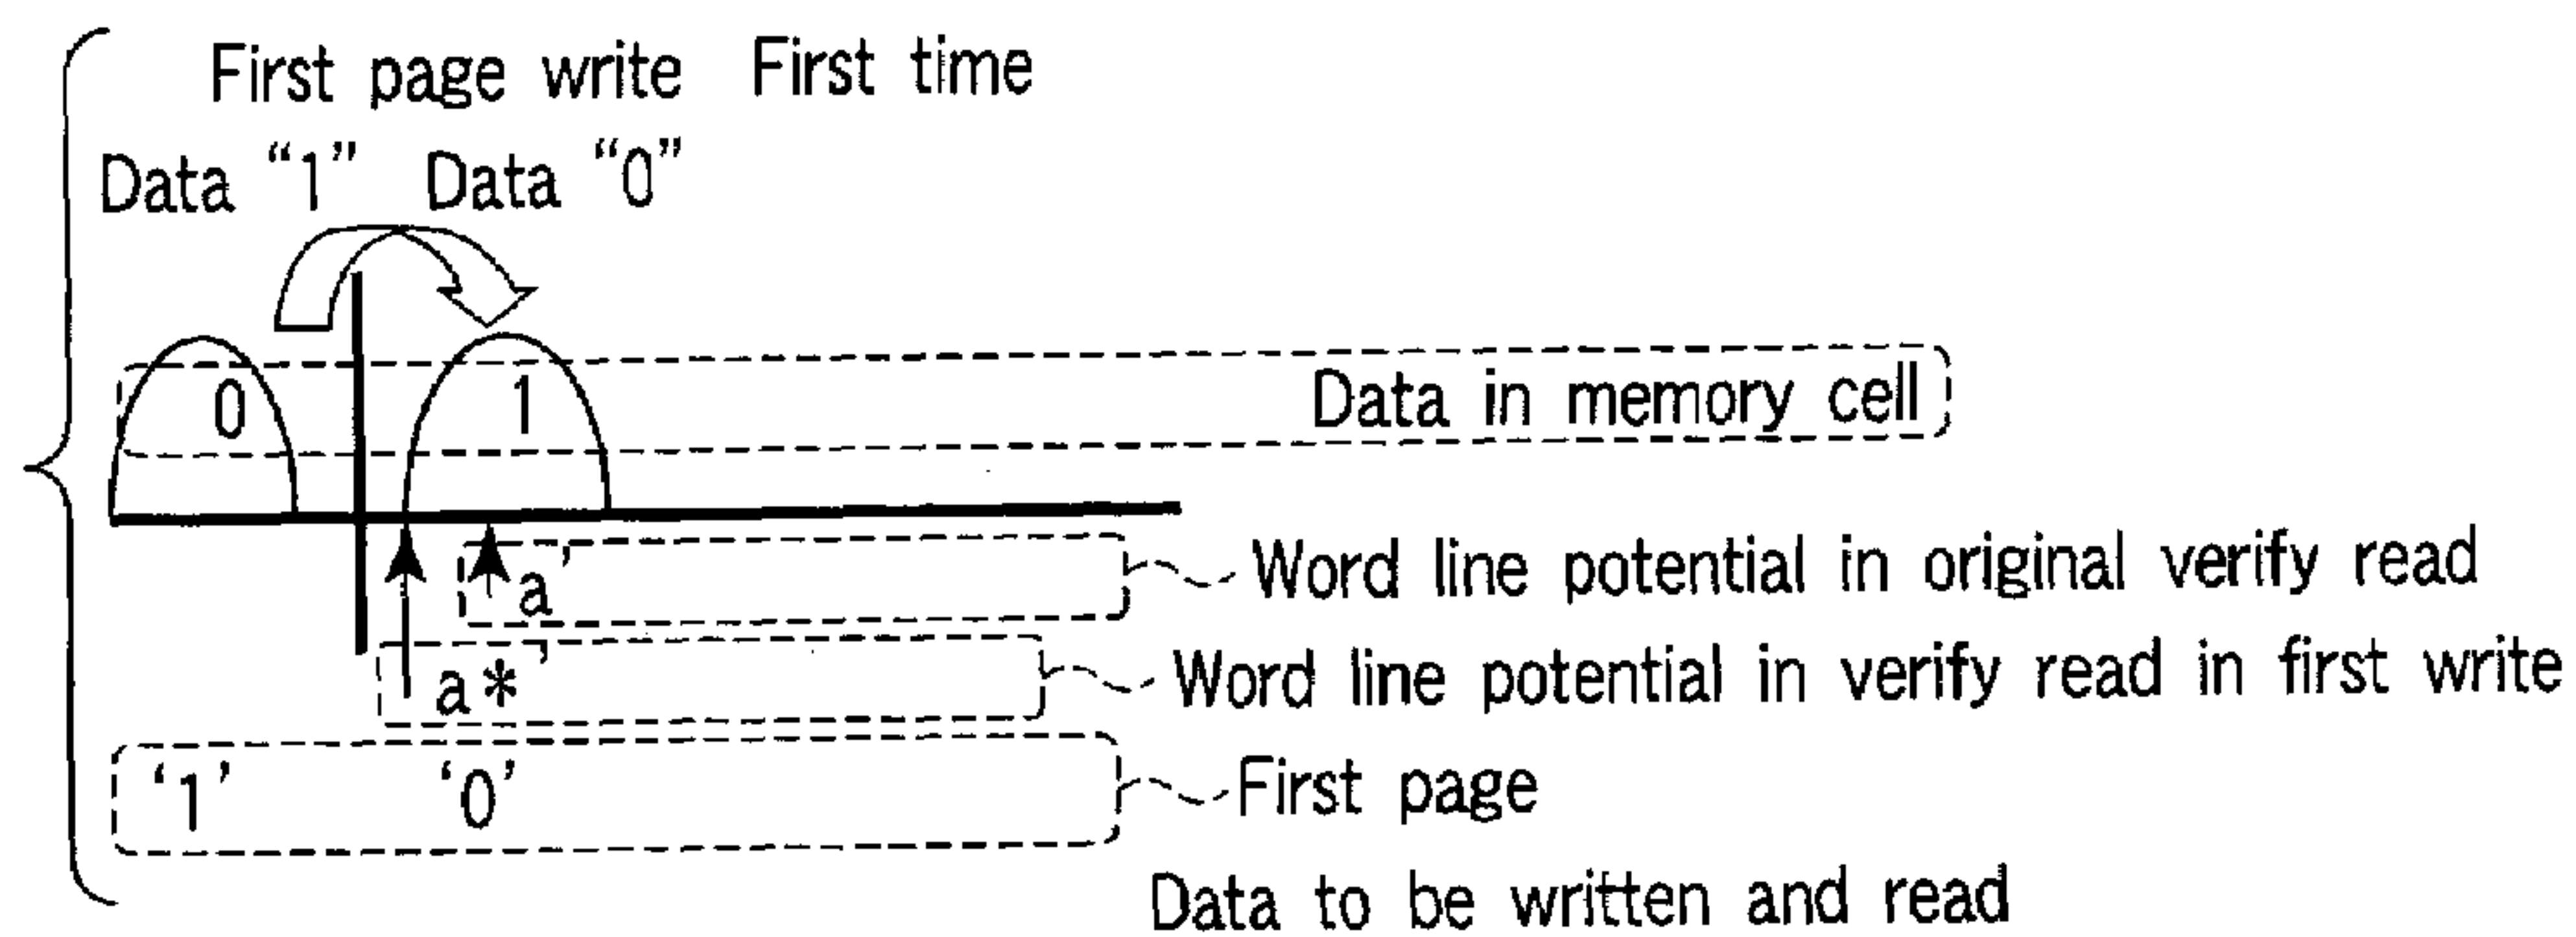 First page write First time
Data “1” Data “0”
0 1 Data in memory cell
a’ Word line potential in original verify read
a*’ Word line potential in verify read in first write
‘1’ ‘0’ First page
Data to be written and read